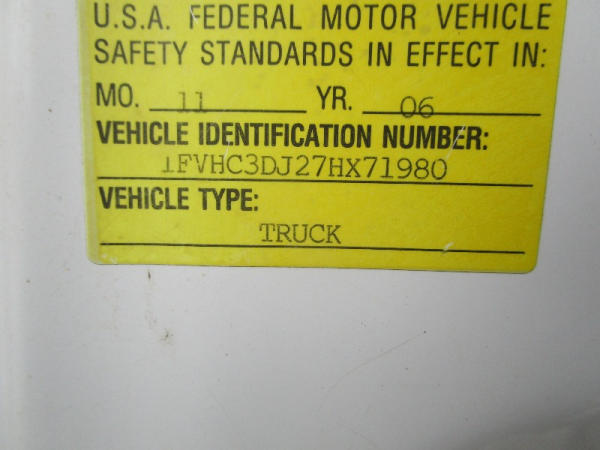 U.S.A. FEDERAL MOTOR VEHICLE
SAFETY STANDARDS IN EFFECT IN:
MO. 11 YR. 06
VEHICLE IDENTIFICATION NUMBER:
1FVHC3DJ27HX71980
VEHICLE TYPE:
TRUCK